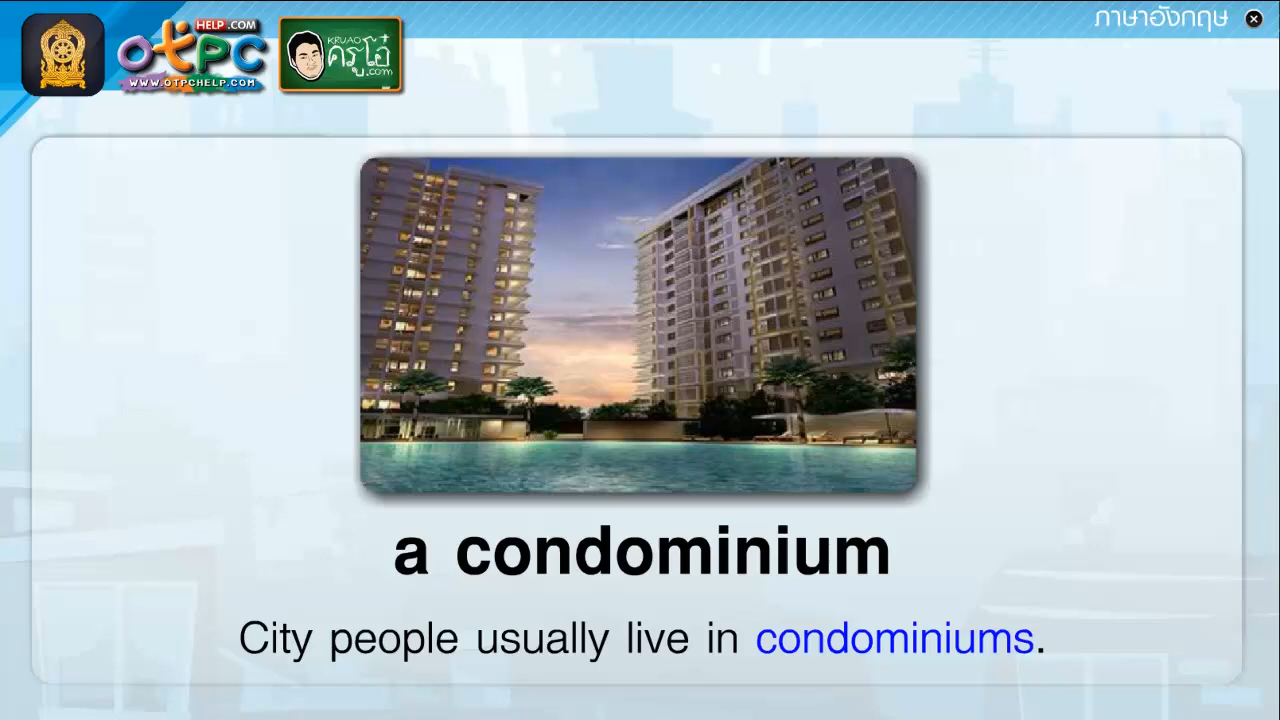 ภาษาอังกฤษ
HELP.COM
OTPC
WWW.OTPCHELP.COM
KRUAO
ครูโอ๋
.com
a condominium
City people usually live in condominiums.